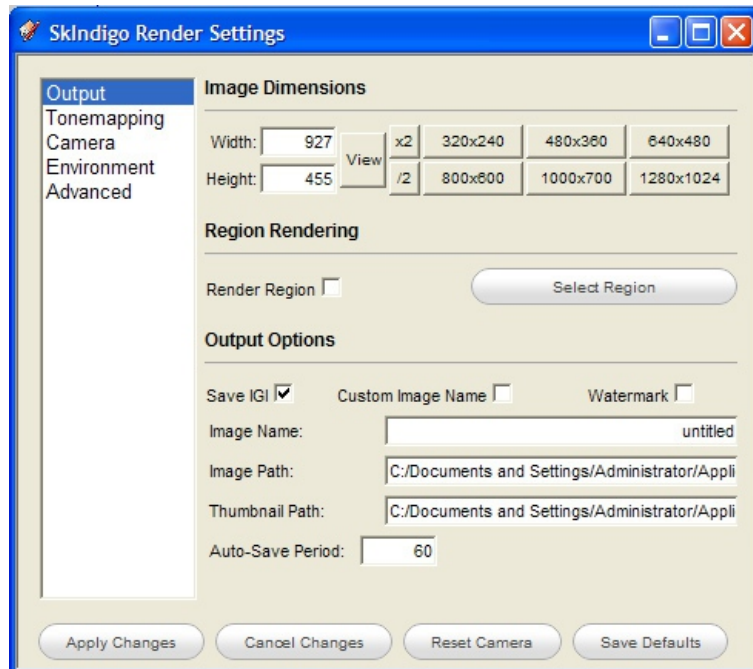 SkIndigo Render Settings
Output
Tonemapping
Camera
Environment
Advanced
Image Dimensions
Width: 927 View x2 320x240 480x360 640x480
Height: 455 /2 800x600 1000x700 1280x1024
Region Rendering
Render Region Select Region
Output Options
Save IGI Custom Image Name Watermark
Image Name: untitled
Image Path: C:/Documents and Settings/Administrator/Appli
Thumbnail Path: C:/Documents and Settings/Administrator/Appli
Auto-Save Period: 60
Apply Changes Cancel Changes Reset Camera Save Defaults